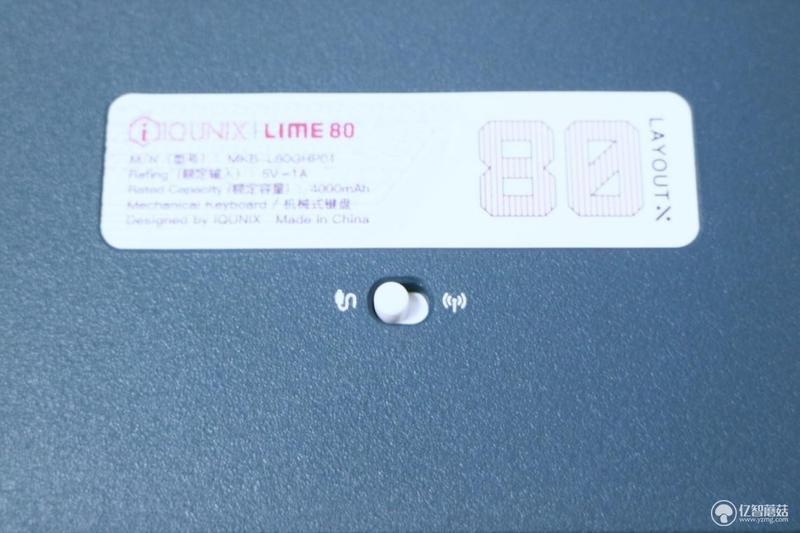 IQUNIX | LIME 80
M/N（型号）：MKB-L80GHP01
Rating（额定输入）：5V⎓1A
Rated Capacity（额定容量）：4000mAh
Mechanical Keyboard / 机械式键盘
Designed by IQUNIX Made in China
80
LAYOUT
亿智蘑菇
www.yzmg.com